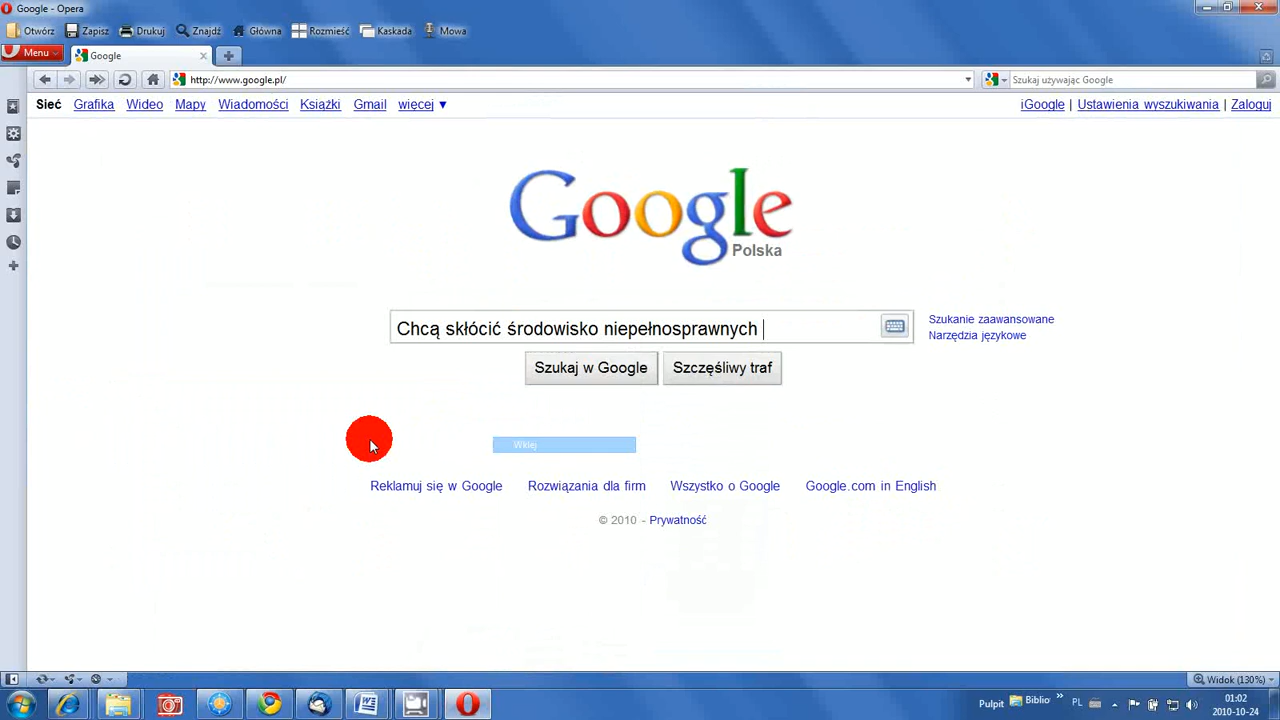 Google - Opera
Otwórz Zapisz Drukuj Znajdź Główna Rozmieść Kaskada Mowa
Menu Google
http://www.google.pl/ Szukaj używając Google
Sieć Grafika Wideo Mapy Wiadomości Książki Gmail więcej ▼ iGoogle | Ustawienia wyszukiwania | Zaloguj
Google
Polska
Chcą skłócić środowisko niepełnosprawnych
Szukanie zaawansowane
Narzędzia językowe
Szukaj w Google Szczęśliwy traf
Wklej
Reklamuj się w Google Rozwiązania dla firm Wszystko o Google Google.com in English
© 2010 - Prywatność
Widok (130%)
Pulpit Biblio » PL 01:02
2010-10-24